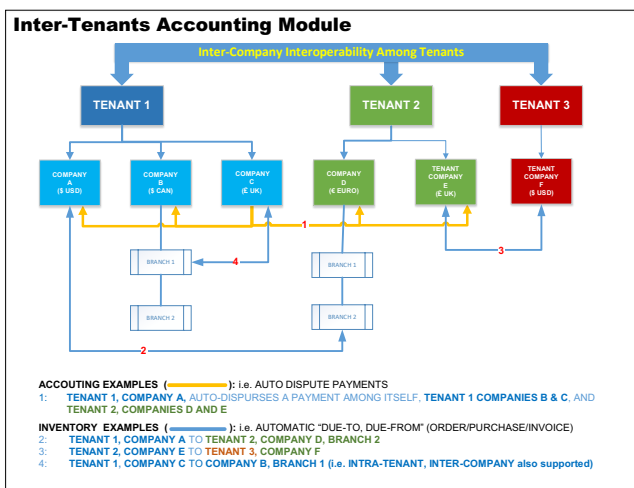 Inter-Tenants Accounting Module
Inter-Company Interoperability Among Tenants
TENANT 1
TENANT 2
TENANT 3
COMPANY
A
($ USD)
COMPANY
B
($ CAN)
COMPANY
C
(£ UK)
COMPANY
D
(€ EURO)
TENANT
COMPANY
E
(£ UK)
TENANT
COMPANY
F
($ USD)
1
3
BRANCH 1
4
BRANCH 1
BRANCH 2
BRANCH 2
2
ACCOUTING EXAMPLES ( ): i.e. AUTO DISPUTE PAYMENTS
1: TENANT 1, COMPANY A, AUTO-DISPURSES A PAYMENT AMONG ITSELF, TENANT 1 COMPANIES B & C, AND
TENANT 2, COMPANIES D AND E
INVENTORY EXAMPLES ( ): i.e. AUTOMATIC “DUE-TO, DUE-FROM” (ORDER/PURCHASE/INVOICE)
2: TENANT 1, COMPANY A TO TENANT 2, COMPANY D, BRANCH 2
3: TENANT 2, COMPANY E TO TENANT 3, COMPANY F
4: TENANT 1, COMPANY C TO COMPANY B, BRANCH 1 (i.e. INTRA-TENANT, INTER-COMPANY also supported)